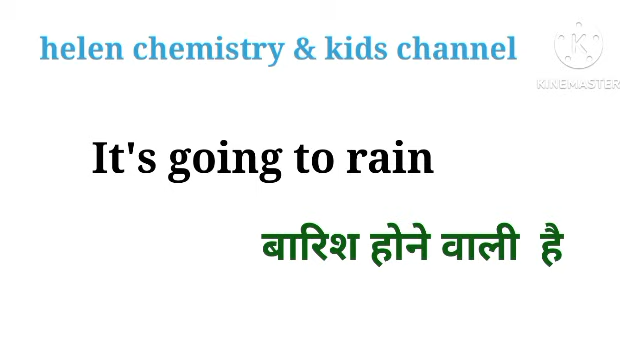 helen chemistry & kids channel
KINEMASTER
It's going to rain
बारिश होने वाली है